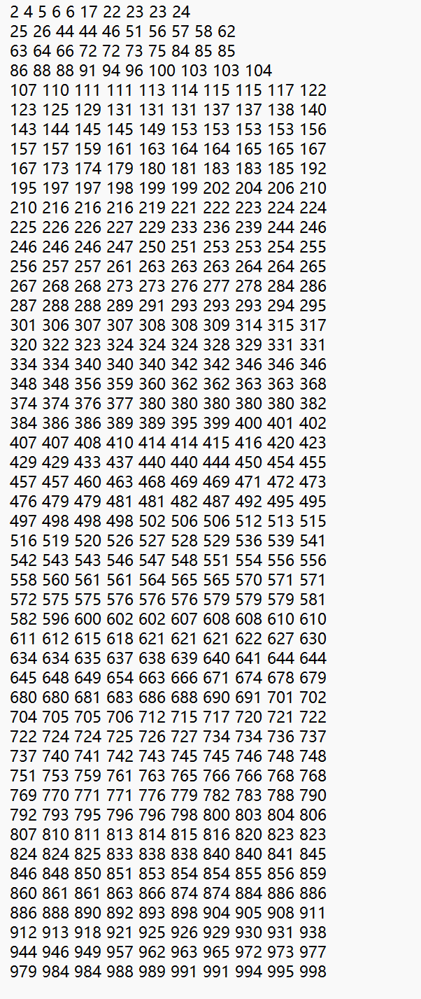 2 4 5 6 6 17 22 23 23 24
25 26 44 44 46 51 56 57 58 62
63 64 66 72 72 73 75 84 85 85
86 88 88 91 94 96 100 103 103 104
107 110 111 111 113 114 115 115 117 122
123 125 129 131 131 131 137 137 138 140
143 144 145 145 149 153 153 153 153 156
157 157 159 161 163 164 164 165 165 167
167 173 174 179 180 181 183 183 185 192
195 197 197 198 199 199 202 204 206 210
210 216 216 216 219 221 222 223 224 224
225 226 226 227 229 233 236 239 244 246
246 246 246 247 250 251 253 253 254 255
256 257 257 261 263 263 263 264 264 265
267 268 268 273 273 276 277 278 284 286
287 288 288 289 291 293 293 293 294 295
301 306 307 307 308 308 309 314 315 317
320 322 323 324 324 324 328 329 331 331
334 334 340 340 340 342 342 346 346 346
348 348 356 359 360 362 362 363 363 368
374 374 376 377 380 380 380 380 380 382
384 386 386 389 389 395 399 400 401 402
407 407 408 410 414 414 415 416 420 423
429 429 433 437 440 440 444 450 454 455
457 457 460 463 468 469 469 471 472 473
476 479 479 481 481 482 487 492 495 495
497 498 498 498 502 506 506 512 513 515
516 519 520 526 527 528 529 536 539 541
542 543 543 546 547 548 551 554 556 556
558 560 561 561 564 565 565 570 571 571
572 575 575 576 576 576 579 579 579 581
582 596 600 602 602 607 608 608 610 610
611 612 615 618 621 621 621 622 627 630
634 634 635 637 638 639 640 641 644 644
645 648 649 654 663 666 671 674 678 679
680 680 681 683 686 688 690 691 701 702
704 705 705 706 712 715 717 720 721 722
722 724 724 725 726 727 734 734 736 737
737 740 741 742 743 745 745 746 748 748
751 753 759 761 763 765 766 766 768 768
769 770 771 771 776 779 782 783 788 790
792 793 795 796 796 798 800 803 804 806
807 810 811 813 814 815 816 820 823 823
824 824 825 833 838 838 840 840 841 845
846 848 850 851 853 854 854 855 856 859
860 861 861 863 866 874 874 884 886 886
886 888 890 892 893 898 904 905 908 911
912 913 918 921 925 926 929 930 931 938
944 946 949 957 962 963 965 972 973 977
979 984 984 988 989 991 991 994 995 998